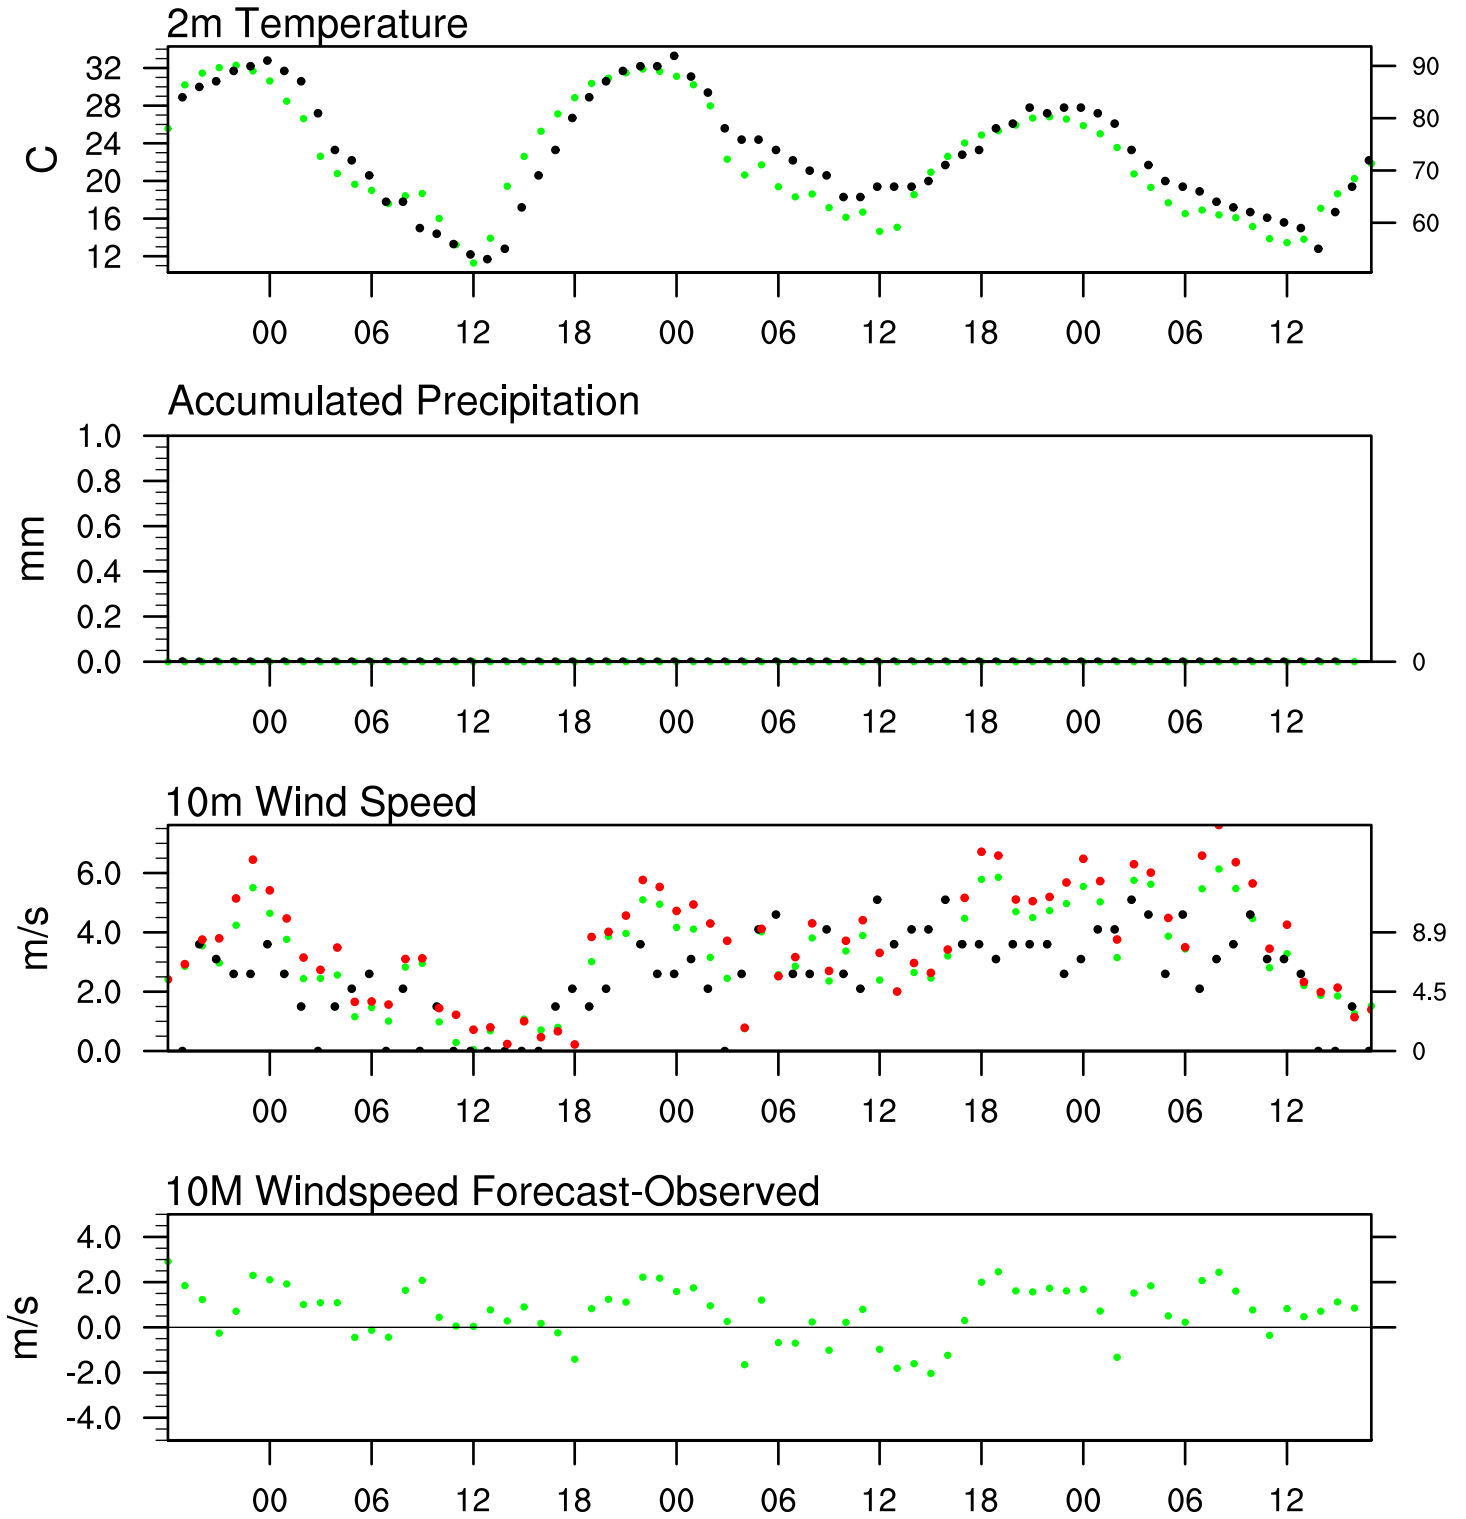 2m Temperature
32
28
24
20
16
12
C
90
80
70
60
00 06 12 18 00 06 12 18 00 06 12
Accumulated Precipitation
1.0
0.8
0.6
0.4
0.2
0.0
mm
0
00 06 12 18 00 06 12 18 00 06 12
10m Wind Speed
6.0
4.0
2.0
0.0
m/s
8.9
4.5
0
00 06 12 18 00 06 12 18 00 06 12
10M Windspeed Forecast-Observed
4.0
2.0
0.0
-2.0
-4.0
m/s
00 06 12 18 00 06 12 18 00 06 12